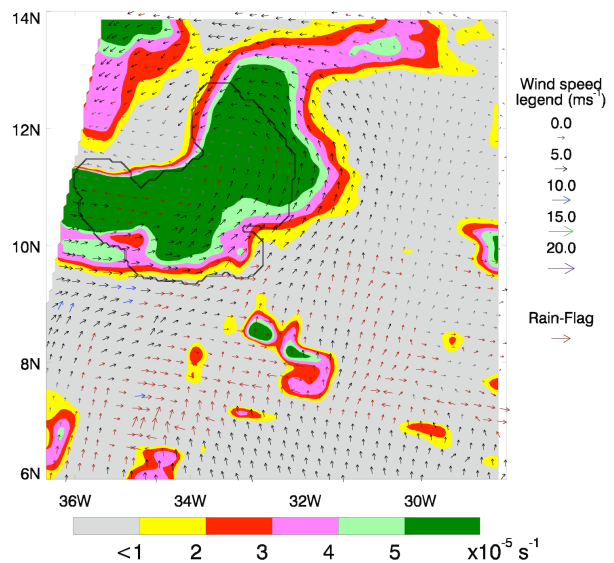 14N
12N
10N
8N
6N
36W 34W 32W 30W
Wind speed
legend (ms⁻¹)
0.0
5.0
10.0
15.0
20.0
Rain-Flag
<1 2 3 4 5 x10⁻⁵ s⁻¹